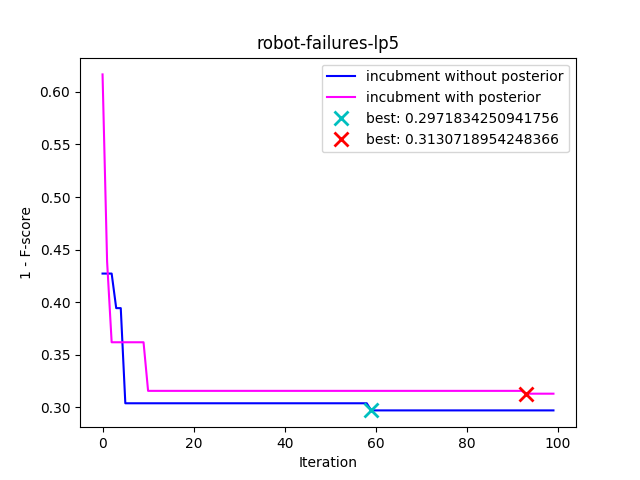 robot-failures-lp5
incubment without posterior
incubment with posterior
best: 0.2971834250941756
best: 0.3130718954248366
1 - F-score
0.60
0.55
0.50
0.45
0.40
0.35
0.30
0
20
40
60
80
100
Iteration